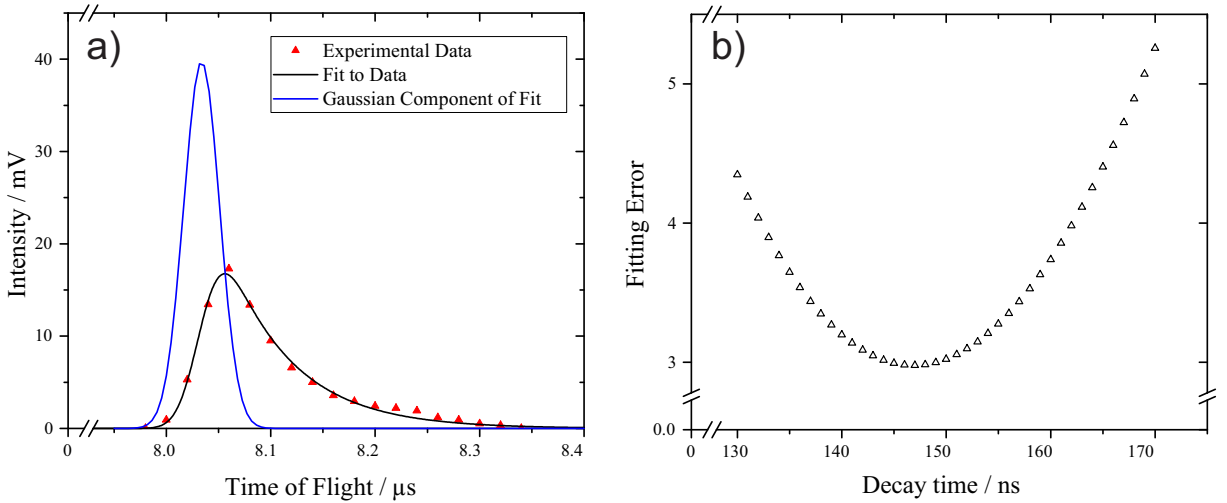 a)
Experimental Data
Fit to Data
Gaussian Component of Fit
40
30
20
10
0
Intensity / mV
0 8.0 8.1 8.2 8.3 8.4
Time of Flight / µs
b)
5
4
3
0.0
Fitting Error
0 130 140 150 160 170
Decay time / ns